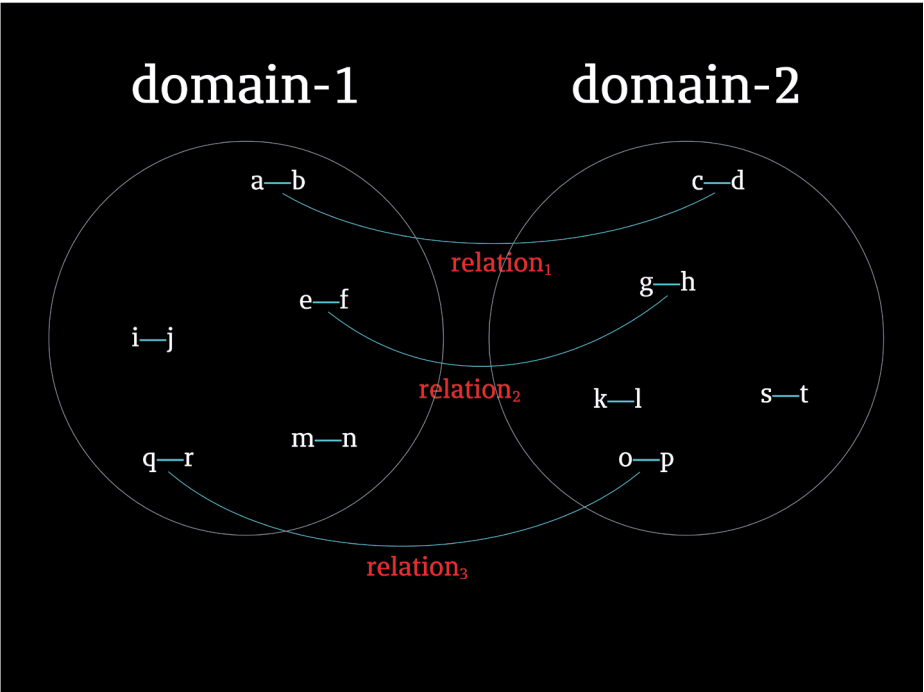 domain-1
domain-2
a—b
c—d
relation₁
g—h
e—f
i—j
relation₂
k—l
s—t
m—n
q—r
o—p
relation₃